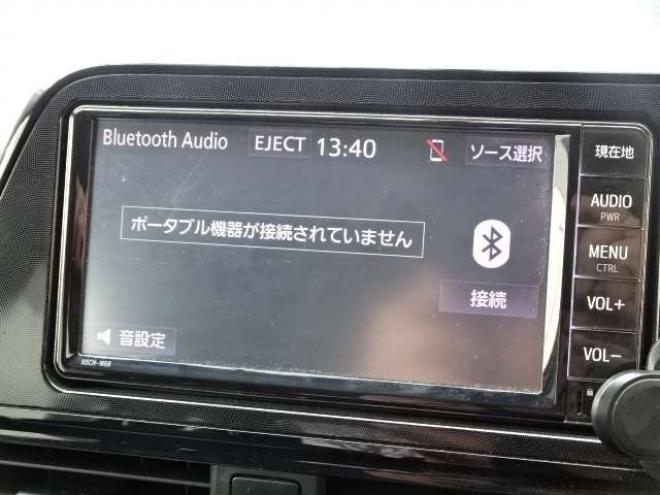 Bluetooth Audio EJECT 13:40 ソース選択
ポータブル機器が接続されていません
接続
音設定
NSCN-W68
現在地
AUDIO
PWR
MENU
CTRL
VOL+
VOL-